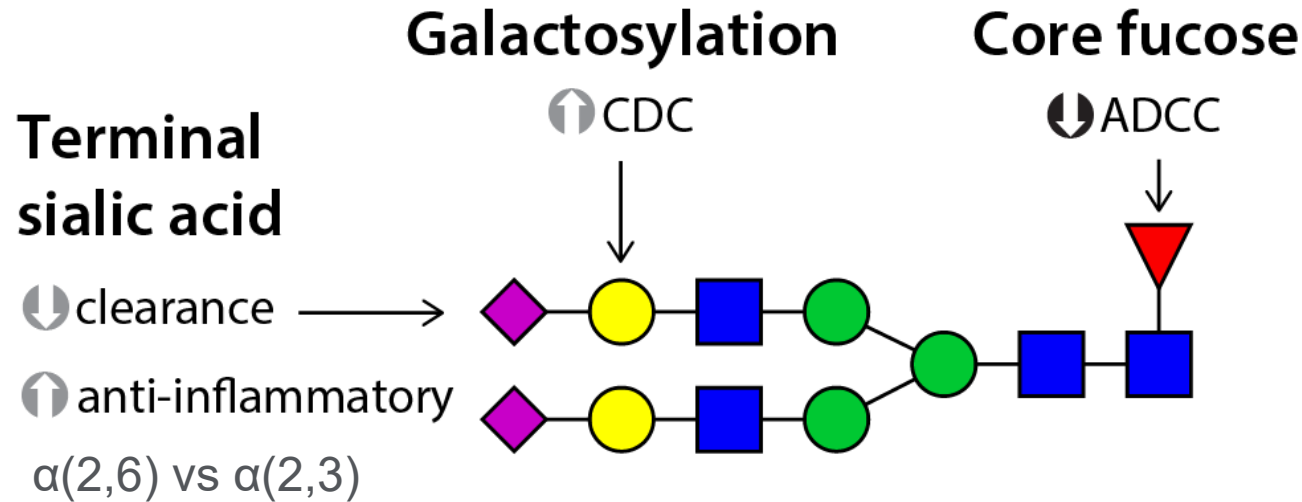 Galactosylation
CDC
Core fucose
ADCC
Terminal
sialic acid
clearance
anti-inflammatory
α(2,6) vs α(2,3)